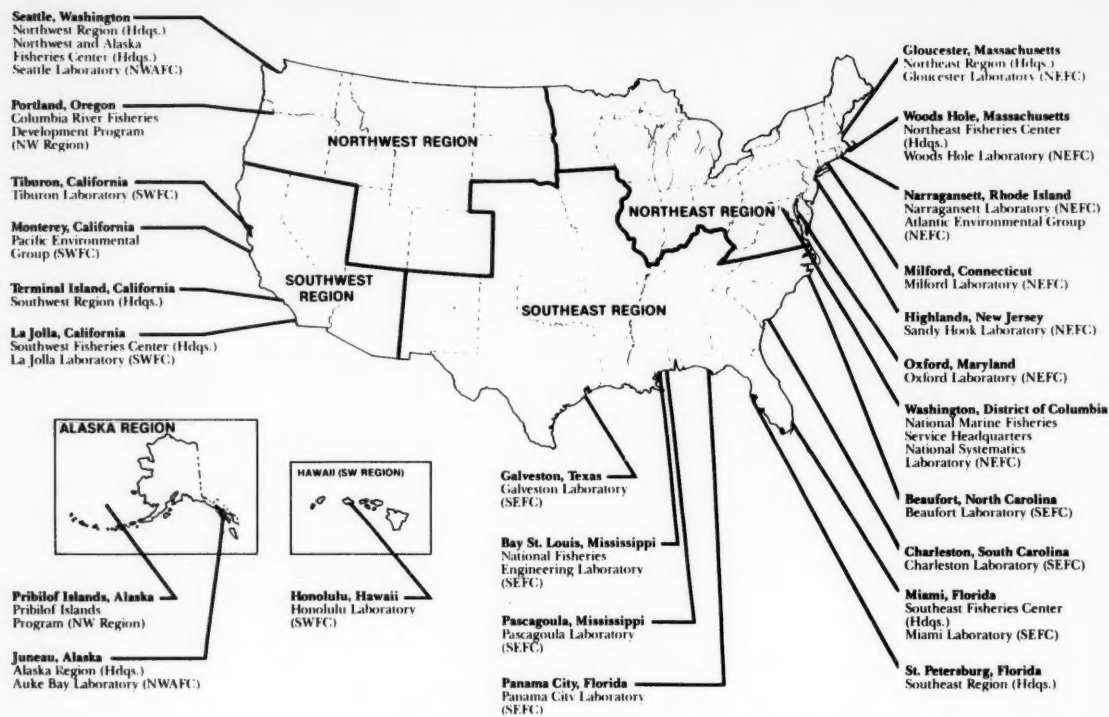 Seattle, Washington
Northwest Region (Hdqs.)
Northwest and Alaska
Fisheries Center (Hdqs.)
Seattle Laboratory (NWAFC)
Portland, Oregon
Columbia River Fisheries
Development Program
(NW Region)
Tiburon, California
Tiburon Laboratory (SWFC)
Monterey, California
Pacific Environmental
Group (SWFC)
Terminal Island, California
Southwest Region (Hdqs.)
La Jolla, California
Southwest Fisheries Center (Hdqs.)
La Jolla Laboratory (SWFC)
NORTHWEST REGION
SOUTHWEST
REGION
NORTHEAST REGION
SOUTHEAST REGION
ALASKA REGION
HAWAII (SW REGION)
Pribilof Islands, Alaska
Pribilof Islands
Program (NW Region)
Juneau, Alaska
Alaska Region (Hdqs.)
Auke Bay Laboratory (NWAFC)
Honolulu, Hawaii
Honolulu Laboratory
(SWFC)
Galveston, Texas
Galveston Laboratory
(SEFC)
Bay St. Louis, Mississippi
National Fisheries
Engineering Laboratory
(SEFC)
Pascagoula, Mississippi
Pascagoula Laboratory
(SEFC)
Panama City, Florida
Panama City Laboratory
(SEFC)
Gloucester, Massachusetts
Northeast Region (Hdqs.)
Gloucester Laboratory (NEFC)
Woods Hole, Massachusetts
Northeast Fisheries Center
(Hdqs.)
Woods Hole Laboratory (NEFC)
Narragansett, Rhode Island
Narragansett Laboratory (NEFC)
Atlantic Environmental Group
(NEFC)
Milford, Connecticut
Milford Laboratory (NEFC)
Highlands, New Jersey
Sandy Hook Laboratory (NEFC)
Oxford, Maryland
Oxford Laboratory (NEFC)
Washington, District of Columbia
National Marine Fisheries
Service Headquarters
National Systematics
Laboratory (NEFC)
Beaufort, North Carolina
Beaufort Laboratory (SEFC)
Charleston, South Carolina
Charleston Laboratory (SEFC)
Miami, Florida
Southeast Fisheries Center
(Hdqs.)
Miami Laboratory (SEFC)
St. Petersburg, Florida
Southeast Region (Hdqs.)